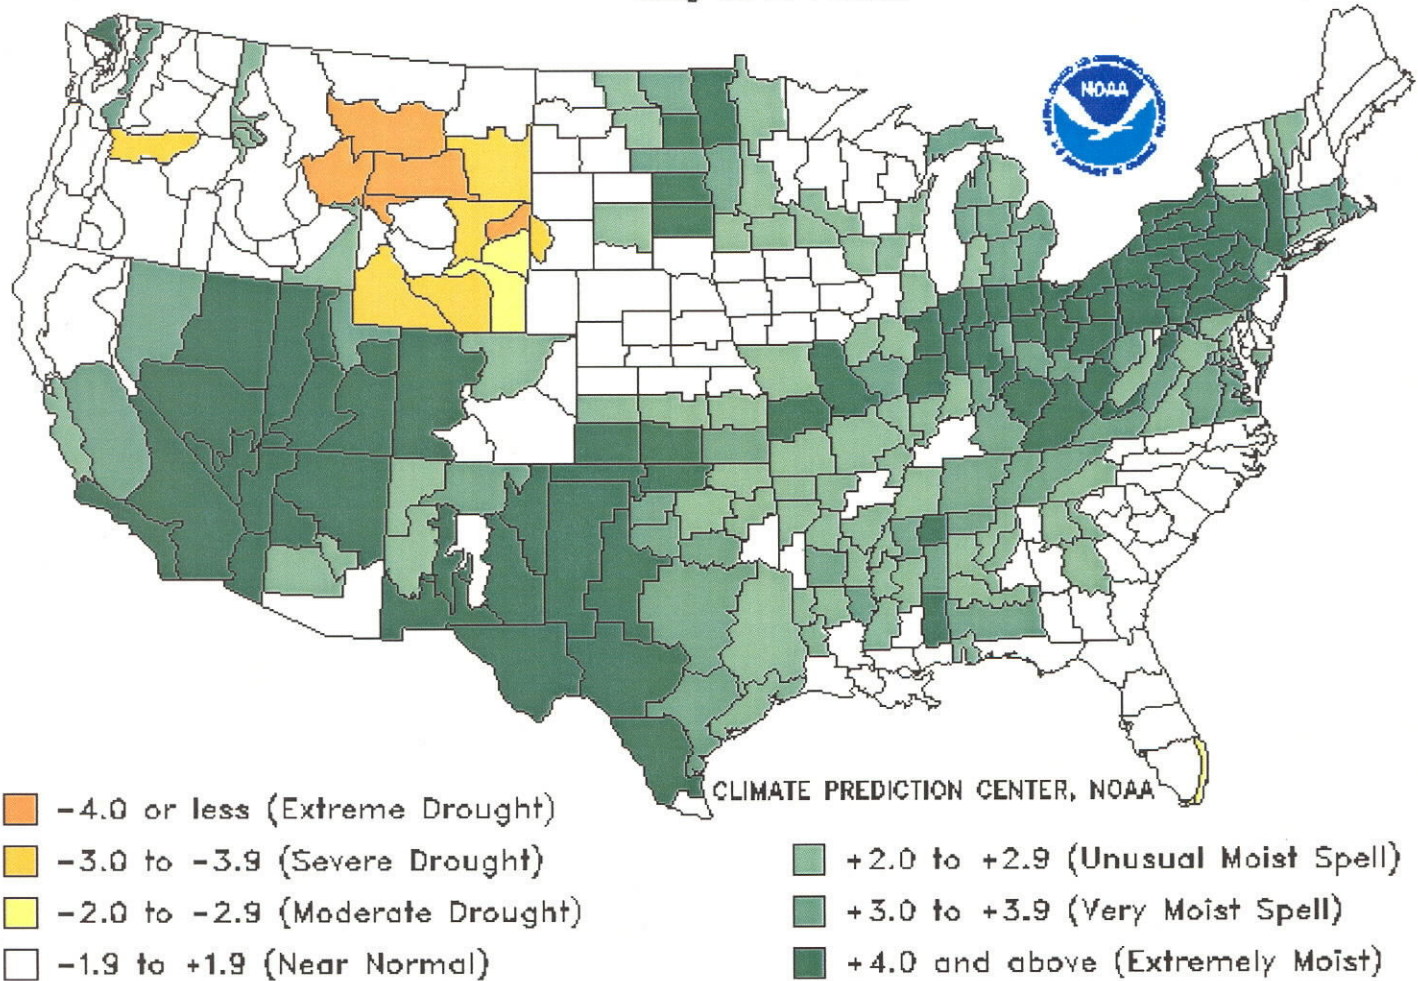 NOAA
CLIMATE PREDICTION CENTER, NOAA
-4.0 or less (Extreme Drought)
-3.0 to -3.9 (Severe Drought)
-2.0 to -2.9 (Moderate Drought)
-1.9 to +1.9 (Near Normal)
+2.0 to +2.9 (Unusual Moist Spell)
+3.0 to +3.9 (Very Moist Spell)
+4.0 and above (Extremely Moist)